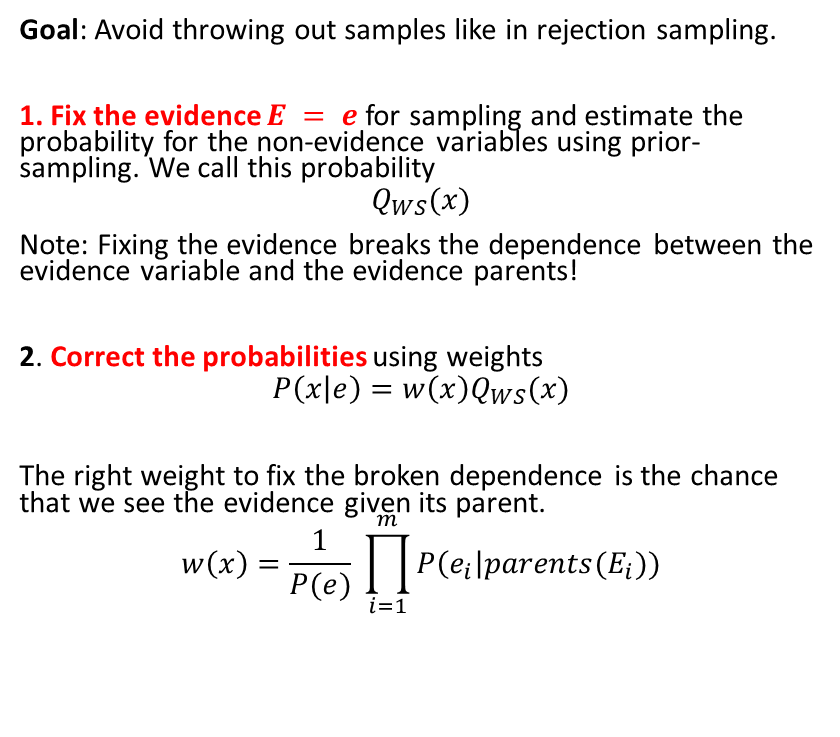 Goal: Avoid throwing out samples like in rejection sampling.
1. Fix the evidence E = e for sampling and estimate the
probability for the non-evidence variables using prior-
sampling. We call this probability
Q_WS(x)
Note: Fixing the evidence breaks the dependence between the
evidence variable and the evidence parents!
2. Correct the probabilities using weights
P(x|e) = w(x)Q_WS(x)
The right weight to fix the broken dependence is the chance
that we see the evidence given its parent.
w(x) = 1/P(e) ∏_{i=1}^{m} P(e_i|parents(E_i))